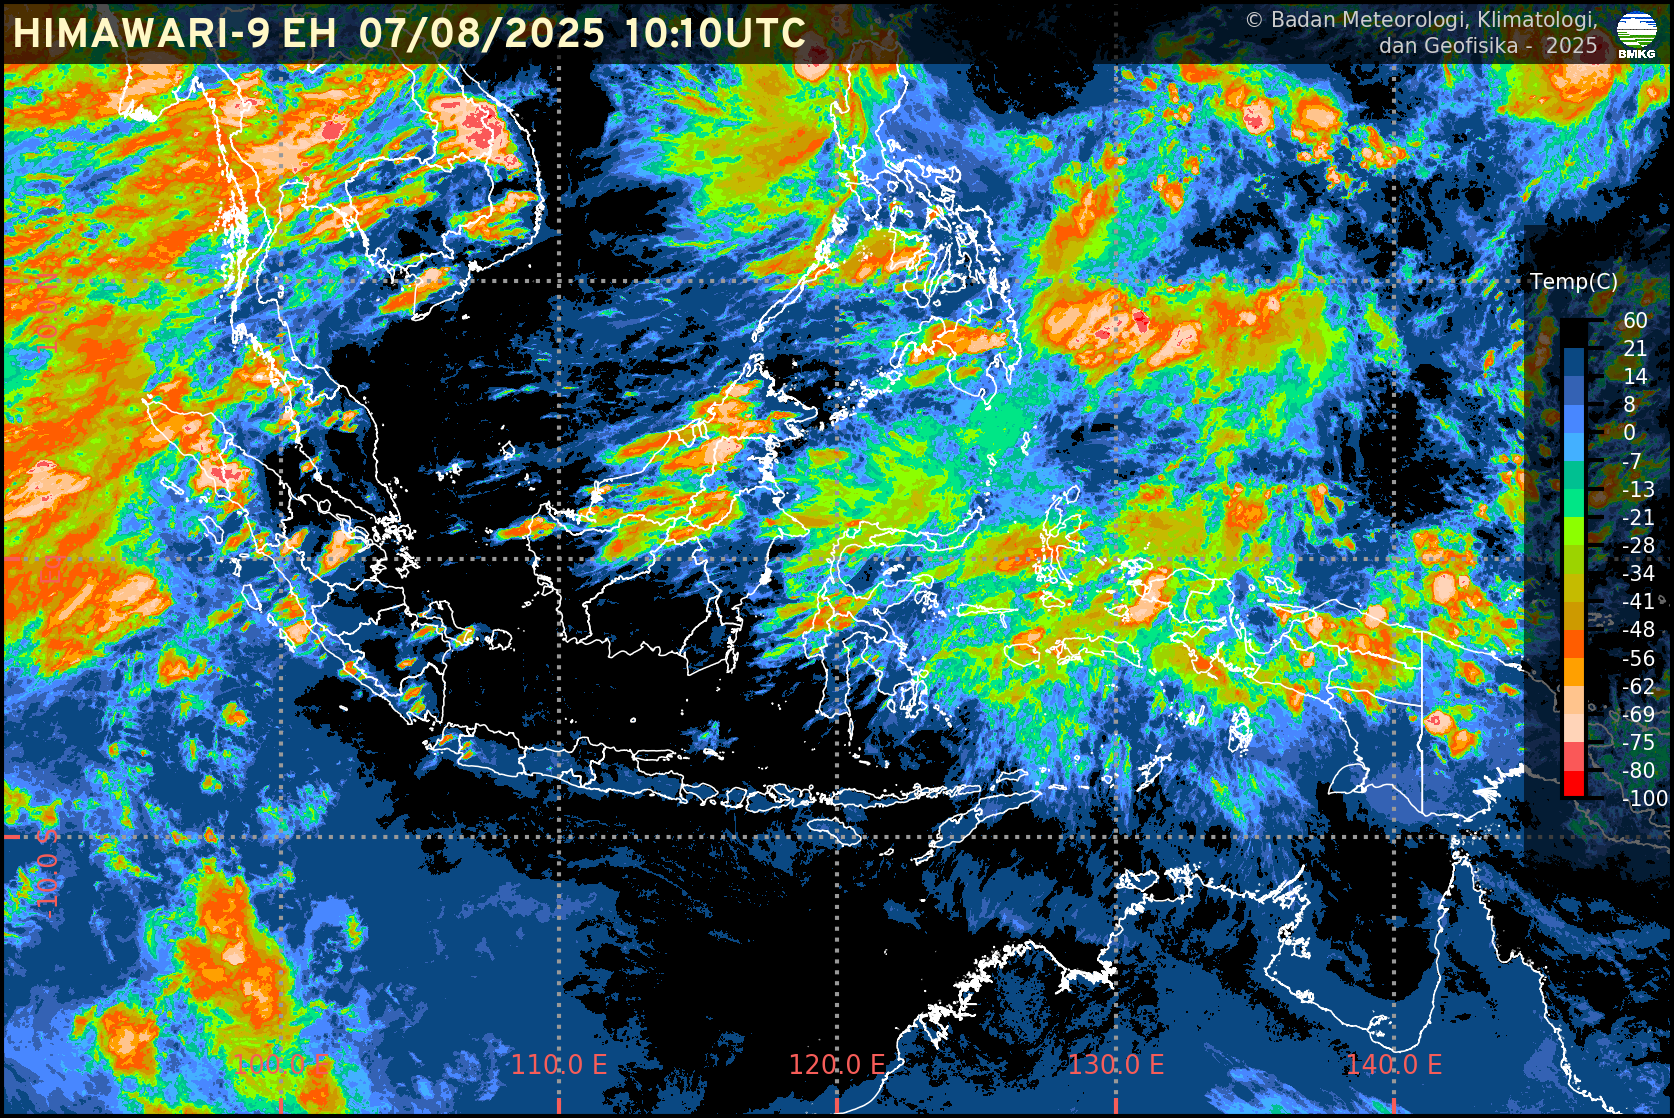 HIMAWARI-9 EH 07/08/2025 10:10UTC
© Badan Meteorologi, Klimatologi,
dan Geofisika - 2025
BMKG
Temp(C)
60
21
14
8
0
-7
-13
-21
-28
-34
-41
-48
-56
-62
-69
-75
-80
-100
-10.0 S
100.0 E
110.0 E
120.0 E
130.0 E
140.0 E